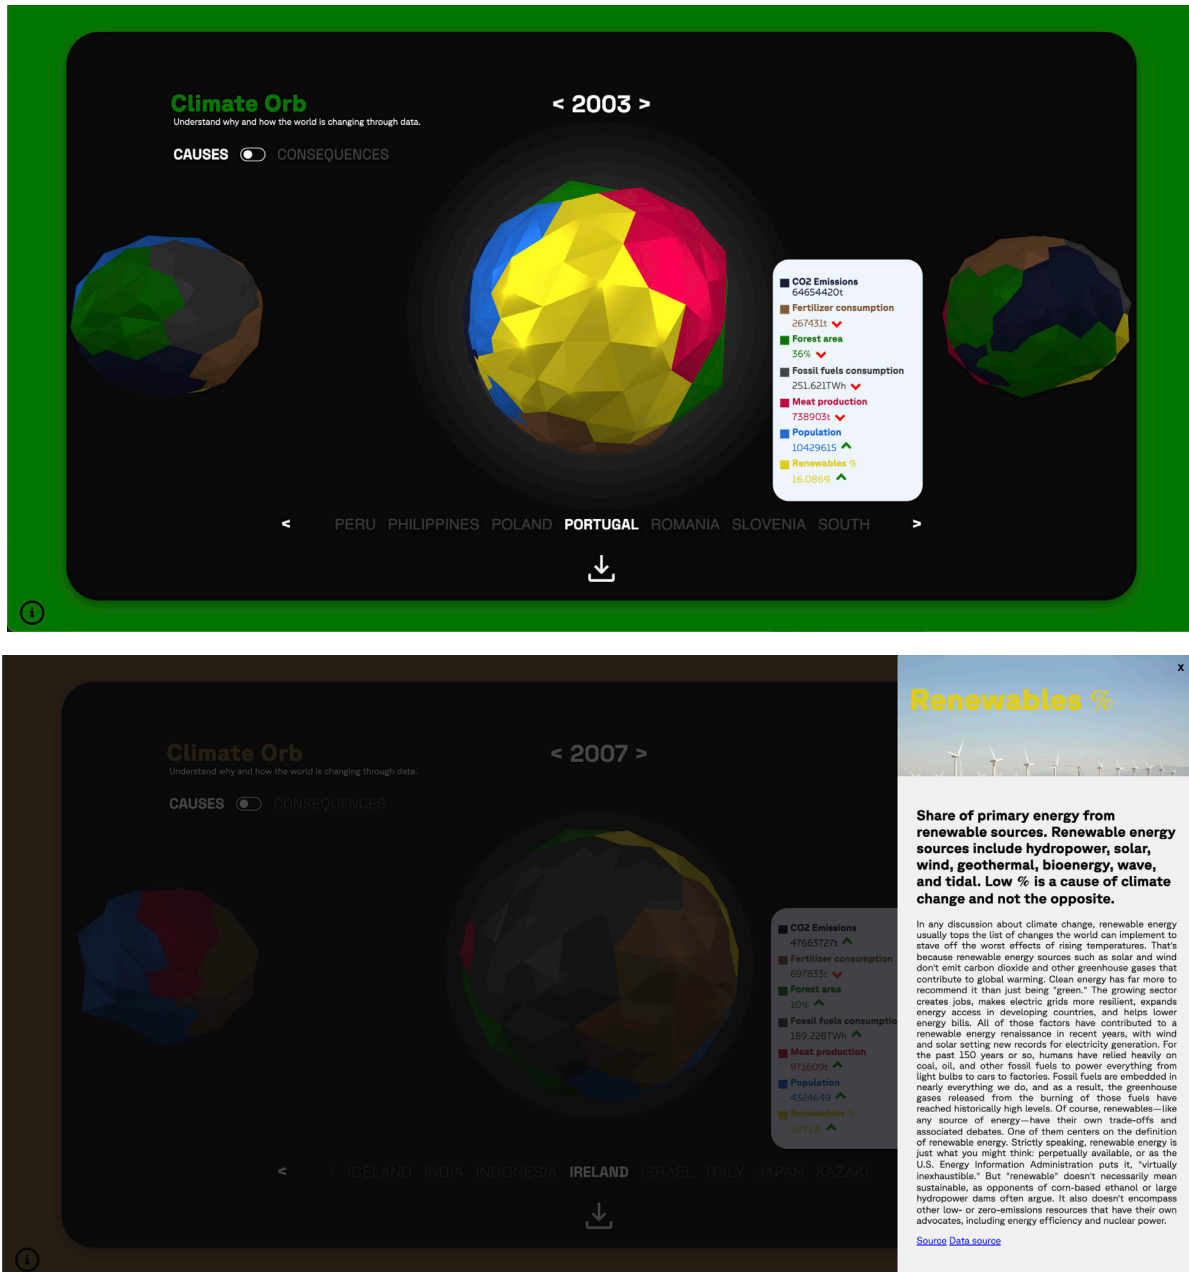 Climate Orb
Understand why and how the world is changing through data.
CAUSES CONSEQUENCES
< 2003 >
CO2 Emissions
64654420t
Fertilizer consumption
267431t
Forest area
36%
Fossil fuels consumption
251.621TWh
Meat production
738903t
Population
10429615
Renewables %
16.086%
< PERU PHILIPPINES POLAND PORTUGAL ROMANIA SLOVENIA SOUTH >
i
Climate Orb
Understand why and how the world is changing through data.
CAUSES CONSEQUENCES
< 2007 >
CO2 Emissions
47663727t
Fertilizer consumption
697833t
Forest area
10%
Fossil fuels consumptio
189.228TWh
Meat production
971609t
Population
4324649
Renewables %
3.771%
< ICELAND INDIA INDONESIA IRELAND ISRAEL ITALY JAPAN KAZAK
i
x
Renewables %
Share of primary energy from
renewable sources. Renewable energy
sources include hydropower, solar,
wind, geothermal, bioenergy, wave,
and tidal. Low % is a cause of climate
change and not the opposite.
In any discussion about climate change, renewable energy
usually tops the list of changes the world can implement to
stave off the worst effects of rising temperatures. That's
because renewable energy sources such as solar and wind
don't emit carbon dioxide and other greenhouse gases that
contribute to global warming. Clean energy has far more to
recommend it than just being "green." The growing sector
creates jobs, makes electric grids more resilient, expands
energy access in developing countries, and helps lower
energy bills. All of those factors have contributed to a
renewable energy renaissance in recent years, with wind
and solar setting new records for electricity generation. For
the past 150 years or so, humans have relied heavily on
coal, oil, and other fossil fuels to power everything from
light bulbs to cars to factories. Fossil fuels are embedded in
nearly everything we do, and as a result, the greenhouse
gases released from the burning of those fuels have
reached historically high levels. Of course, renewables—like
any source of energy—have their own trade-offs and
associated debates. One of them centers on the definition
of renewable energy. Strictly speaking, renewable energy is
just what you might think: perpetually available, or as the
U.S. Energy Information Administration puts it, "virtually
inexhaustible." But "renewable" doesn't necessarily mean
sustainable, as opponents of corn-based ethanol or large
hydropower dams often argue. It also doesn't encompass
other low- or zero-emissions resources that have their own
advocates, including energy efficiency and nuclear power.
Source Data source